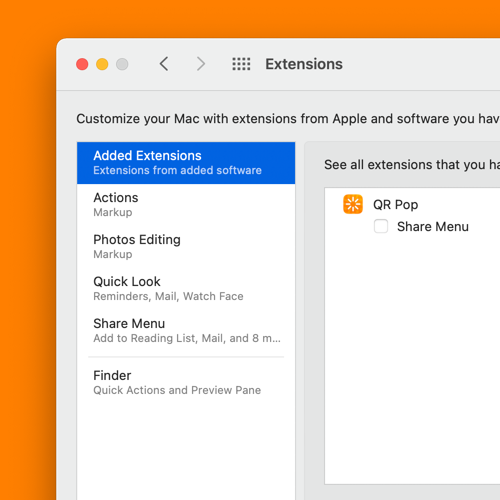 Extensions
Customize your Mac with extensions from Apple and software you hav
Added Extensions
Extensions from added software
Actions
Markup
Photos Editing
Markup
Quick Look
Reminders, Mail, Watch Face
Share Menu
Add to Reading List, Mail, and 8 m...
Finder
Quick Actions and Preview Pane
See all extensions that you ha
QR Pop
Share Menu